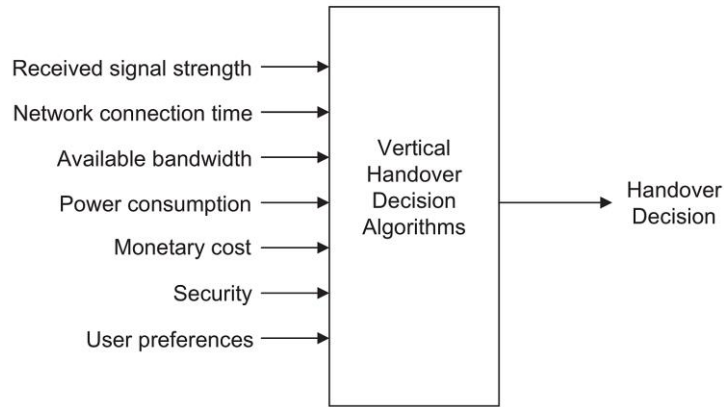 Received signal strength
Network connection time
Available bandwidth
Power consumption
Monetary cost
Security
User preferences
Vertical
Handover
Decision
Algorithms
Handover
Decision